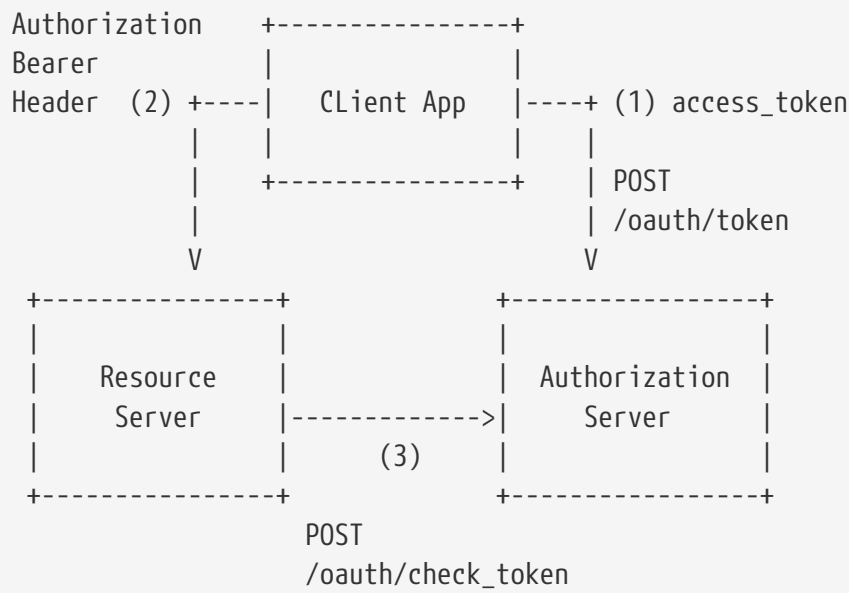 Authorization    +----------------+
Bearer           |                |
Header  (2) +----|   CLient App   |----+ (1) access_token
            |    |                |    |
            |    +----------------+    | POST
            |                          | /oauth/token
            V                          V
 +----------------+              +-----------------+
 |                |              |                 |
 |    Resource    |              |  Authorization  |
 |     Server     |------------->|     Server      |
 |                |     (3)      |                 |
 +----------------+              +-----------------+
                   POST
                   /oauth/check_token